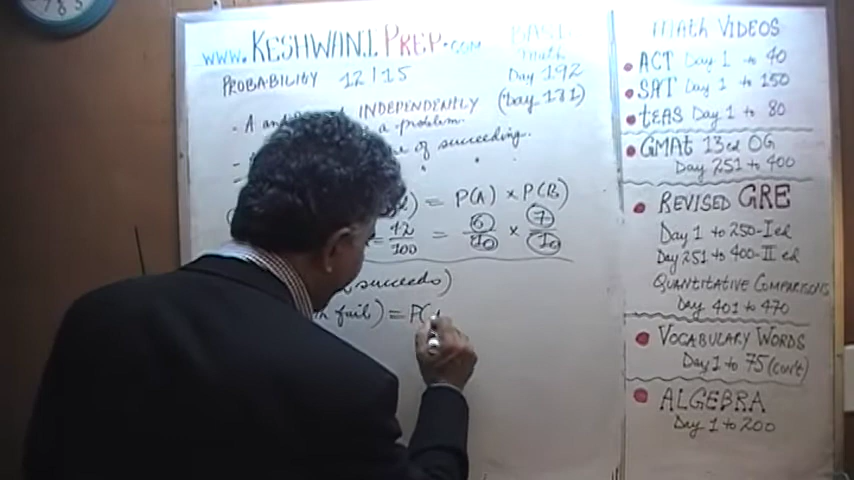 www.KESHWANI PREP.com
BASIC
math
PROBABILITY 12/15
Day 192
(Day 131)
• A and INDEPENDENTLY
a problem.
of succeeding.
= P(A) × P(B)
= 42/100 = 6/10 × 7/10
succeeds)
fail) = P(
MATH VIDEOS
• ACT Day 1 to 40
• SAT Day 1 to 150
• tEAS Day 1 to 80
• GMAt 13ed OG
Day 251 to 400
• REVISED GRE
Day 1 to 250-I ed
Day 251 to 400-II ed
QUANTITATIVE COMPARISONS
Day 401 to 470
• VOCABULARY WORDS
Day 1 to 75 (con't)
• ALGEBRA
Day 1 to 200